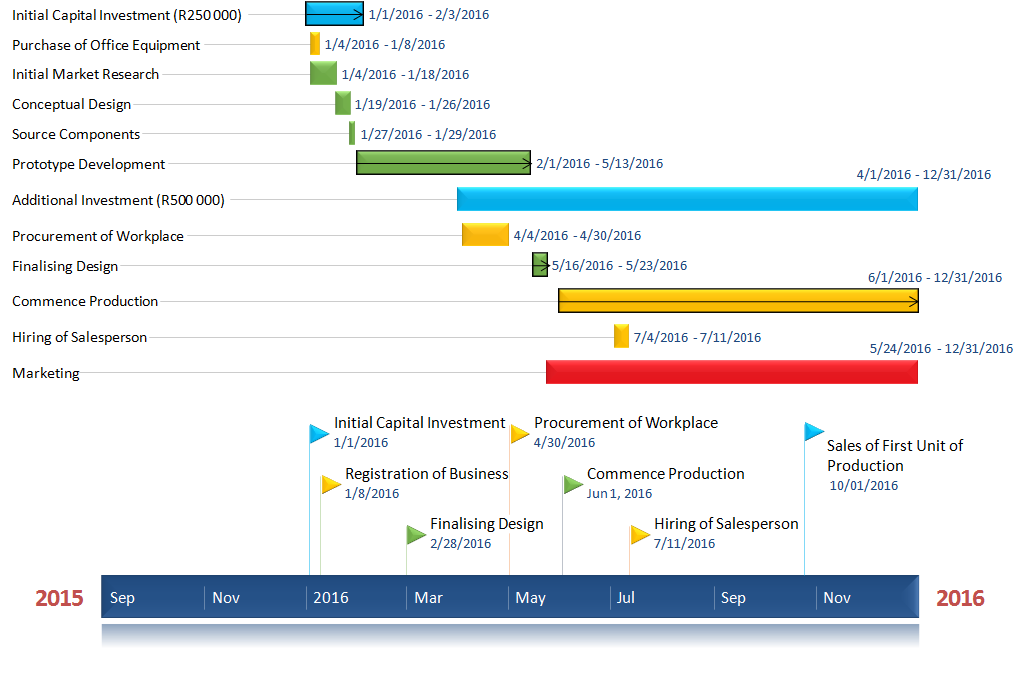 Initial Capital Investment (R250 000) 1/1/2016 - 2/3/2016
Purchase of Office Equipment 1/4/2016 - 1/8/2016
Initial Market Research 1/4/2016 - 1/18/2016
Conceptual Design 1/19/2016 - 1/26/2016
Source Components 1/27/2016 - 1/29/2016
Prototype Development 2/1/2016 - 5/13/2016
4/1/2016 - 12/31/2016
Additional Investment (R500 000)
Procurement of Workplace 4/4/2016 - 4/30/2016
Finalising Design 5/16/2016 - 5/23/2016
6/1/2016 - 12/31/2016
Commence Production
Hiring of Salesperson 7/4/2016 - 7/11/2016
5/24/2016 - 12/31/2016
Marketing
Initial Capital Investment
1/1/2016
Procurement of Workplace
4/30/2016
Sales of First Unit of
Production
10/01/2016
Registration of Business
1/8/2016
Commence Production
Jun 1, 2016
Finalising Design
2/28/2016
Hiring of Salesperson
7/11/2016
2015 Sep Nov 2016 Mar May Jul Sep Nov 2016